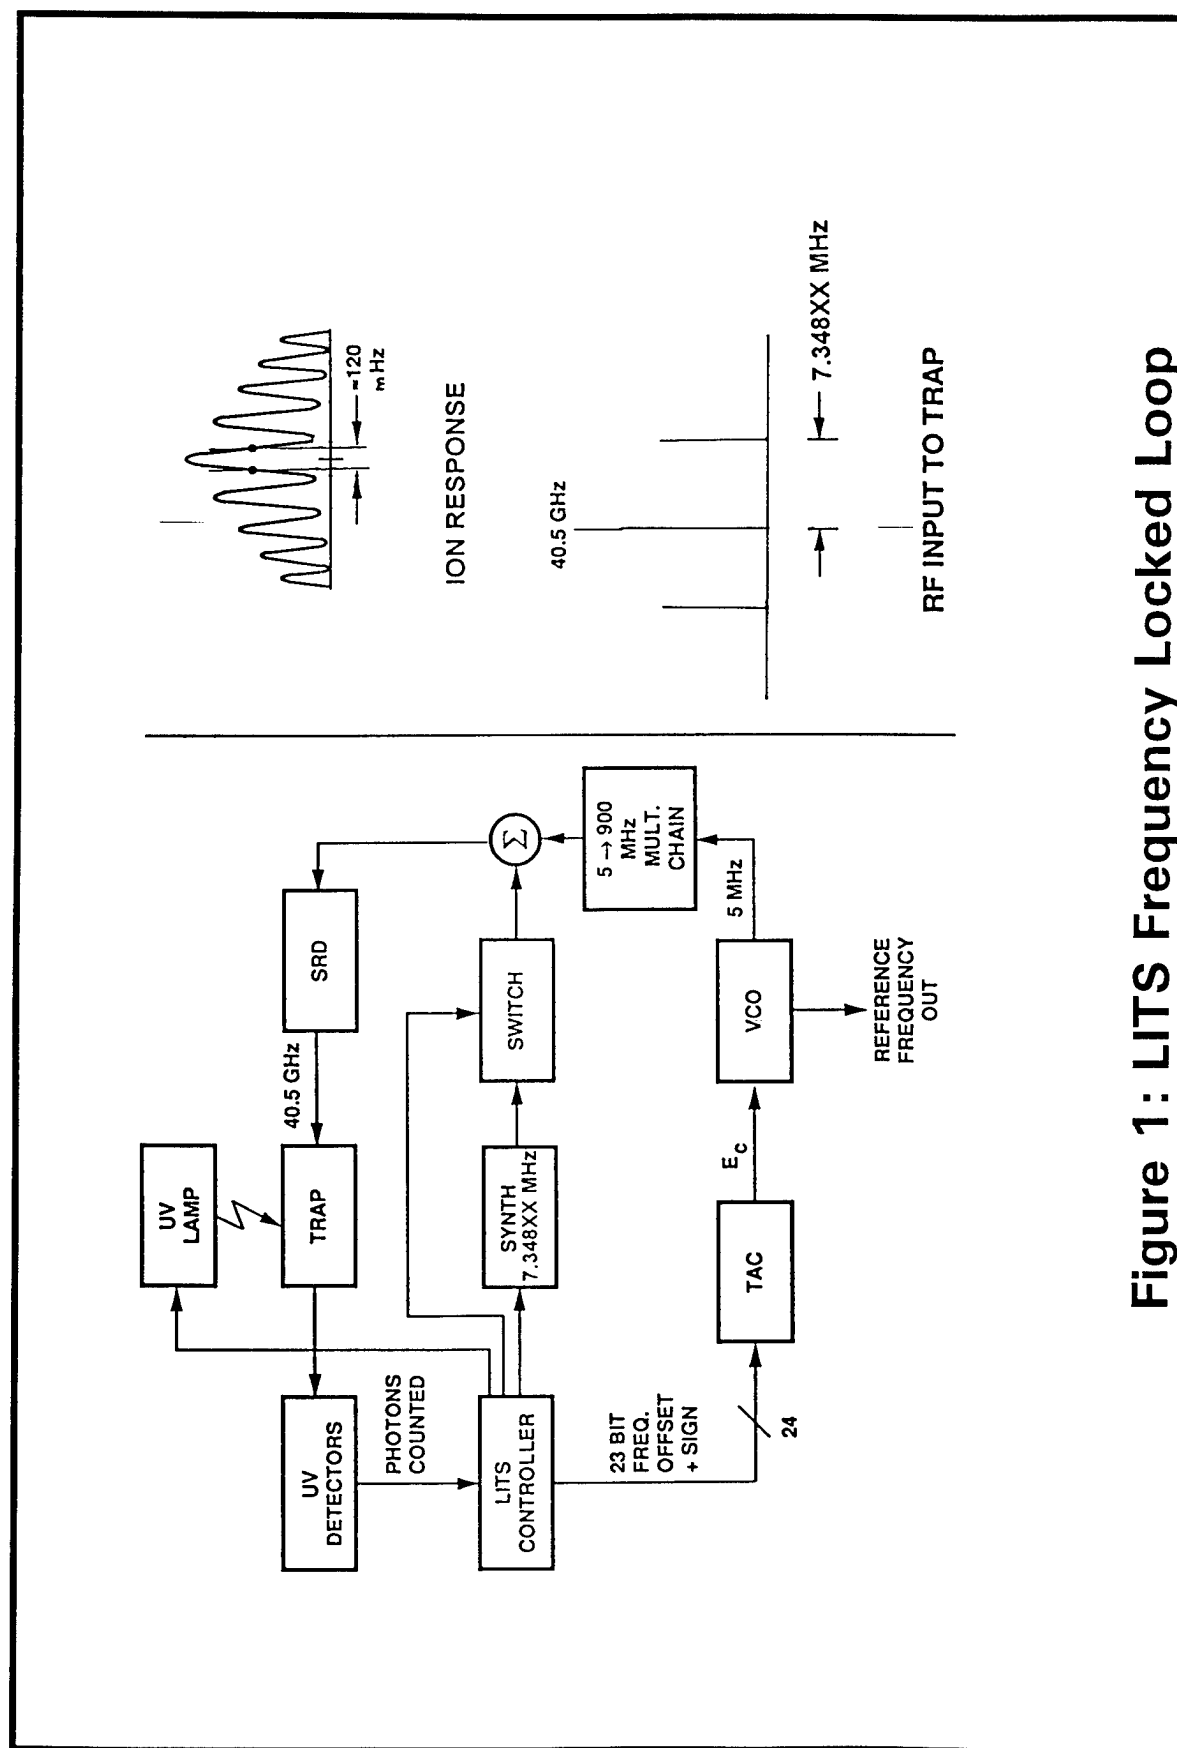 UV
LAMP
UV
DETECTORS
TRAP
40.5 GHz
SRD
PHOTONS
COUNTED
LITS
CONTROLLER
SYNTH
7.348XX MHz
SWITCH
Σ
23 BIT
FREQ.
OFFSET
+ SIGN
24
TAC
E_C
VCO
5 MHz
5 → 900
MHz
MULT.
CHAIN
REFERENCE
FREQUENCY
OUT
≈120
mHz
ION RESPONSE
40.5 GHz
7.348XX MHz
RF INPUT TO TRAP
Figure 1: LITS Frequency Locked Loop